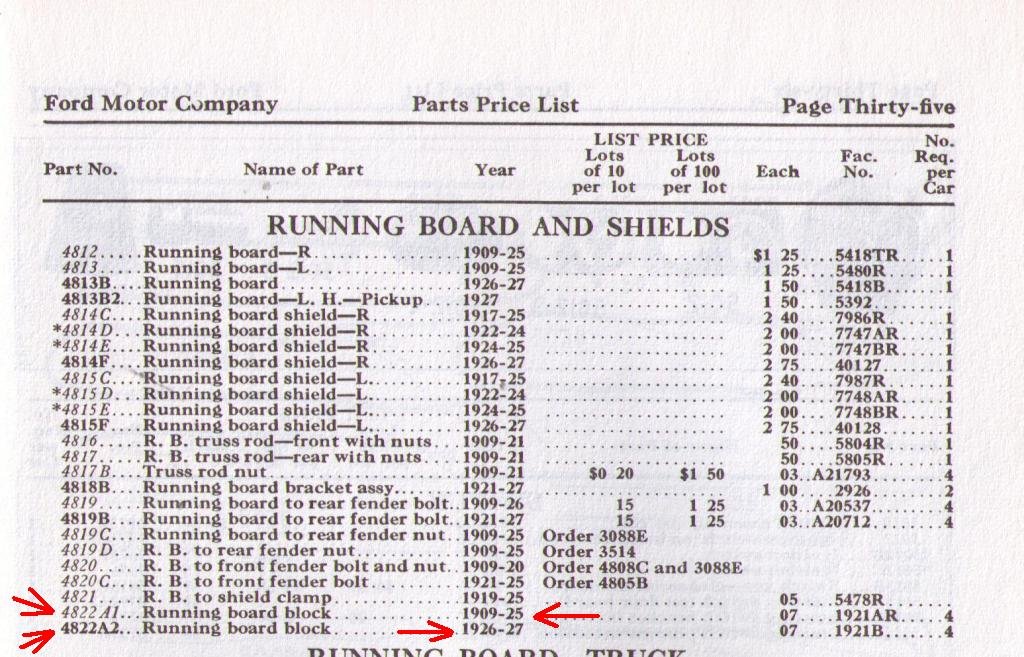 Ford Motor Company Parts Price List Page Thirty-five
LIST PRICE No.
Lots Lots Fac. Req.
Part No. Name of Part Year of 10 of 100 Each No. per
per lot per lot Car
RUNNING BOARD AND SHIELDS
4812.....Running board—R 1909-25 $1 25... 5418TR.. 1
4813.....Running board—L 1909-25 1 25... 5480R... 1
4813B...Running board 1926-27 1 50... 5418B... 1
4813B2..Running board—L. H.—Pickup 1927 1 50... 5392
4814C...Running board shield—R 1917-25 2 40... 7986R... 1
*4814D...Running board shield—R 1922-24 2 00... 7747AR.. 1
*4814E...Running board shield—R 1924-25 2 00... 7747BR.. 1
4814F...Running board shield—R 1926-27 2 75... 40127... 1
4815C...Running board shield—L. 1917-25 2 40... 7987R... 1
*4815D...Running board shield—L. 1922-24 2 00... 7748AR.. 1
*4815E...Running board shield—L. 1924-25 2 00... 7748BR.. 1
4815F...Running board shield—L. 1926-27 2 75... 40128... 1
4816....R. B. truss rod—front with nuts.. 1909-21 50... 5804R... 1
4817....R. B. truss rod—rear with nuts... 1909-21 50... 5805R... 1
4817B...Truss rod nut 1909-21 $0 20 $1 50 03..A21793... 4
4818B...Running board bracket assy. 1921-27 1 00... 2926.... 2
4819....Running board to rear fender bolt.. 1909-26 15 1 25 03..A20537... 4
4819B...Running board to rear fender bolt.. 1921-27 15 1 25 03..A20712... 4
4819C...Running board to rear fender nut.. 1909-25 Order 3088E
4819D...R. B. to rear fender nut 1909-25 Order 3514
4820....R. B. to front fender bolt and nut.. 1909-20 Order 4808C and 3088E
4820C...R. B. to front fender bolt 1921-25 Order 4805B
4821....R. B. to shield clamp 1919-25 05... 5478R
4822A1..Running board block 1909-25 07... 1921AR.. 4
4822A2..Running board block 1926-27 07... 1921B... 4
RUNNING BOARD—TRUCK